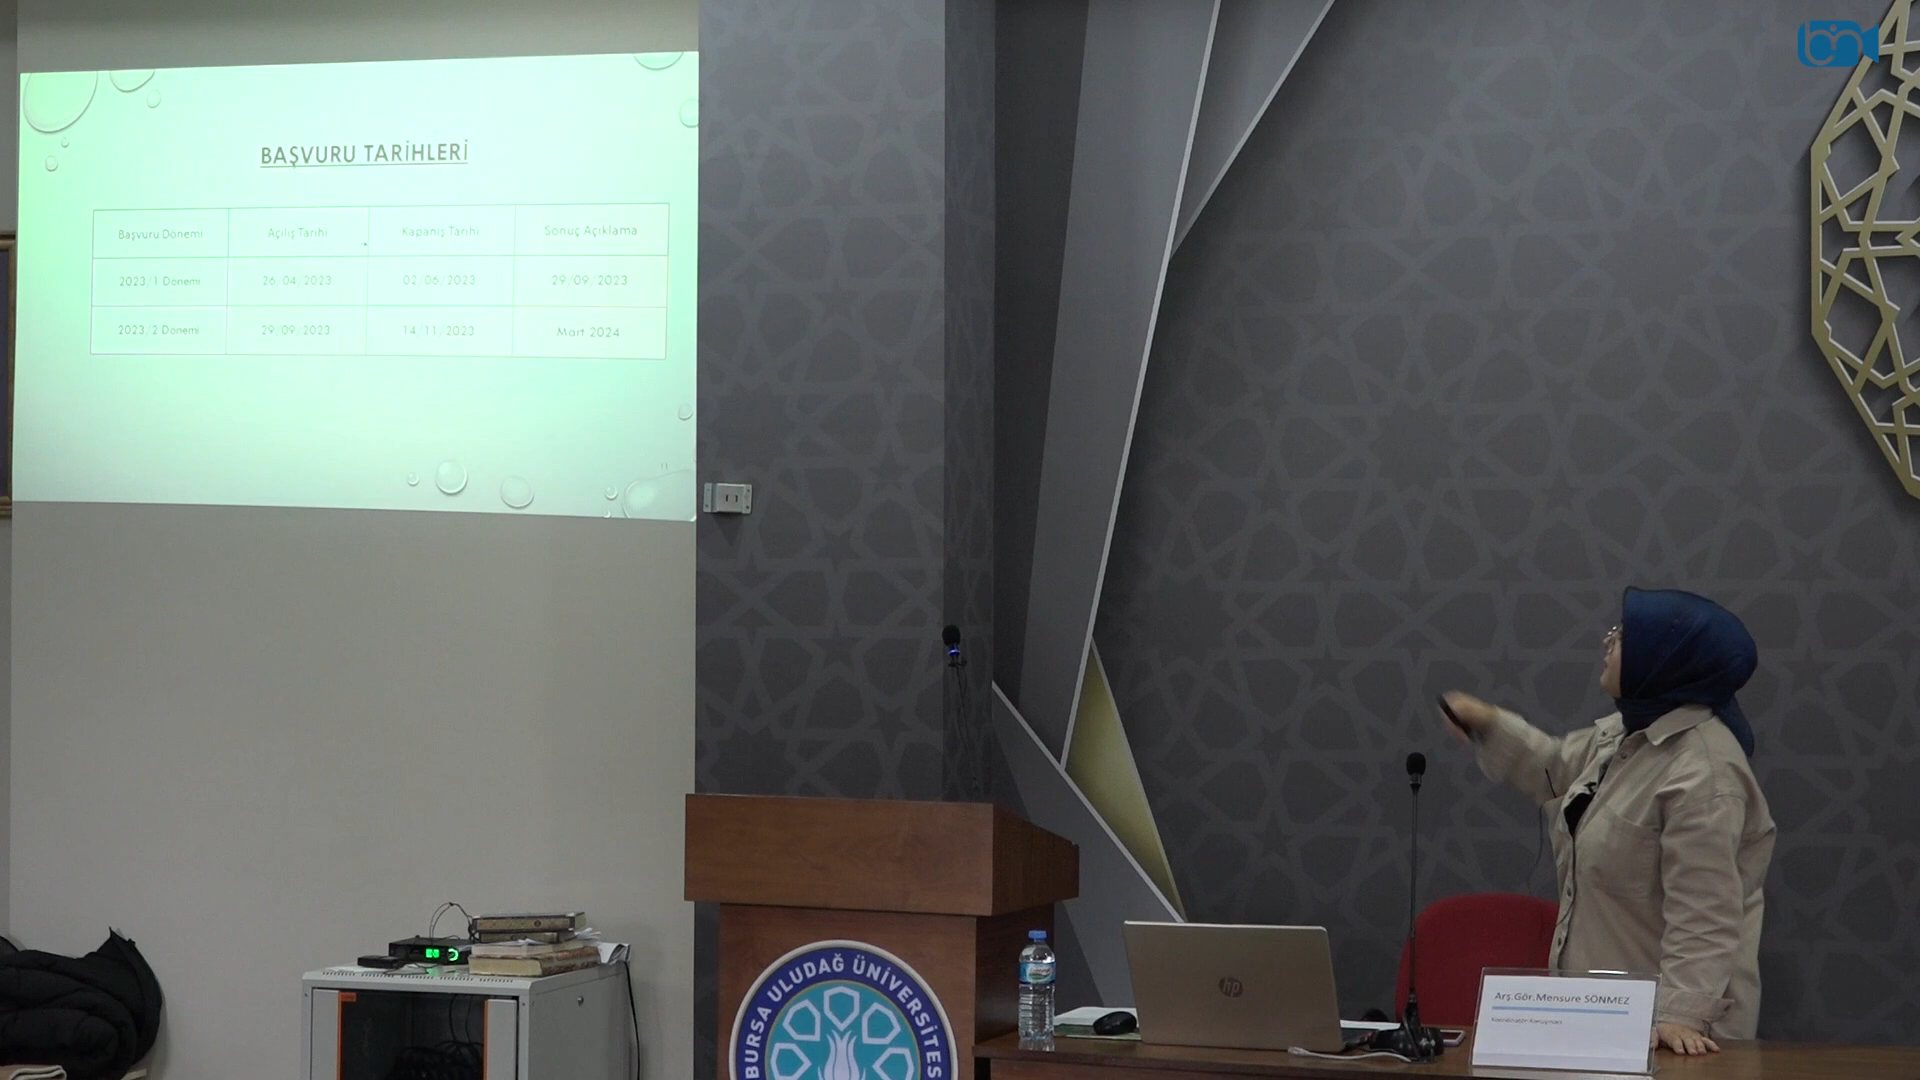 BAŞVURU TARİHLERİ
Başvuru Dönemi Açılış Tarihi Kapanış Tarihi Sonuç Açıklama
2023/1 Dönemi 26/04/2023 02/06/2023 29/09/2023
2023/2 Dönemi 29/09/2023 14/11/2023 Mart 2024
11
BURSA ULUDAĞ ÜNİVERSİTES
hp
Arş.Gör.Mensure SÖNMEZ